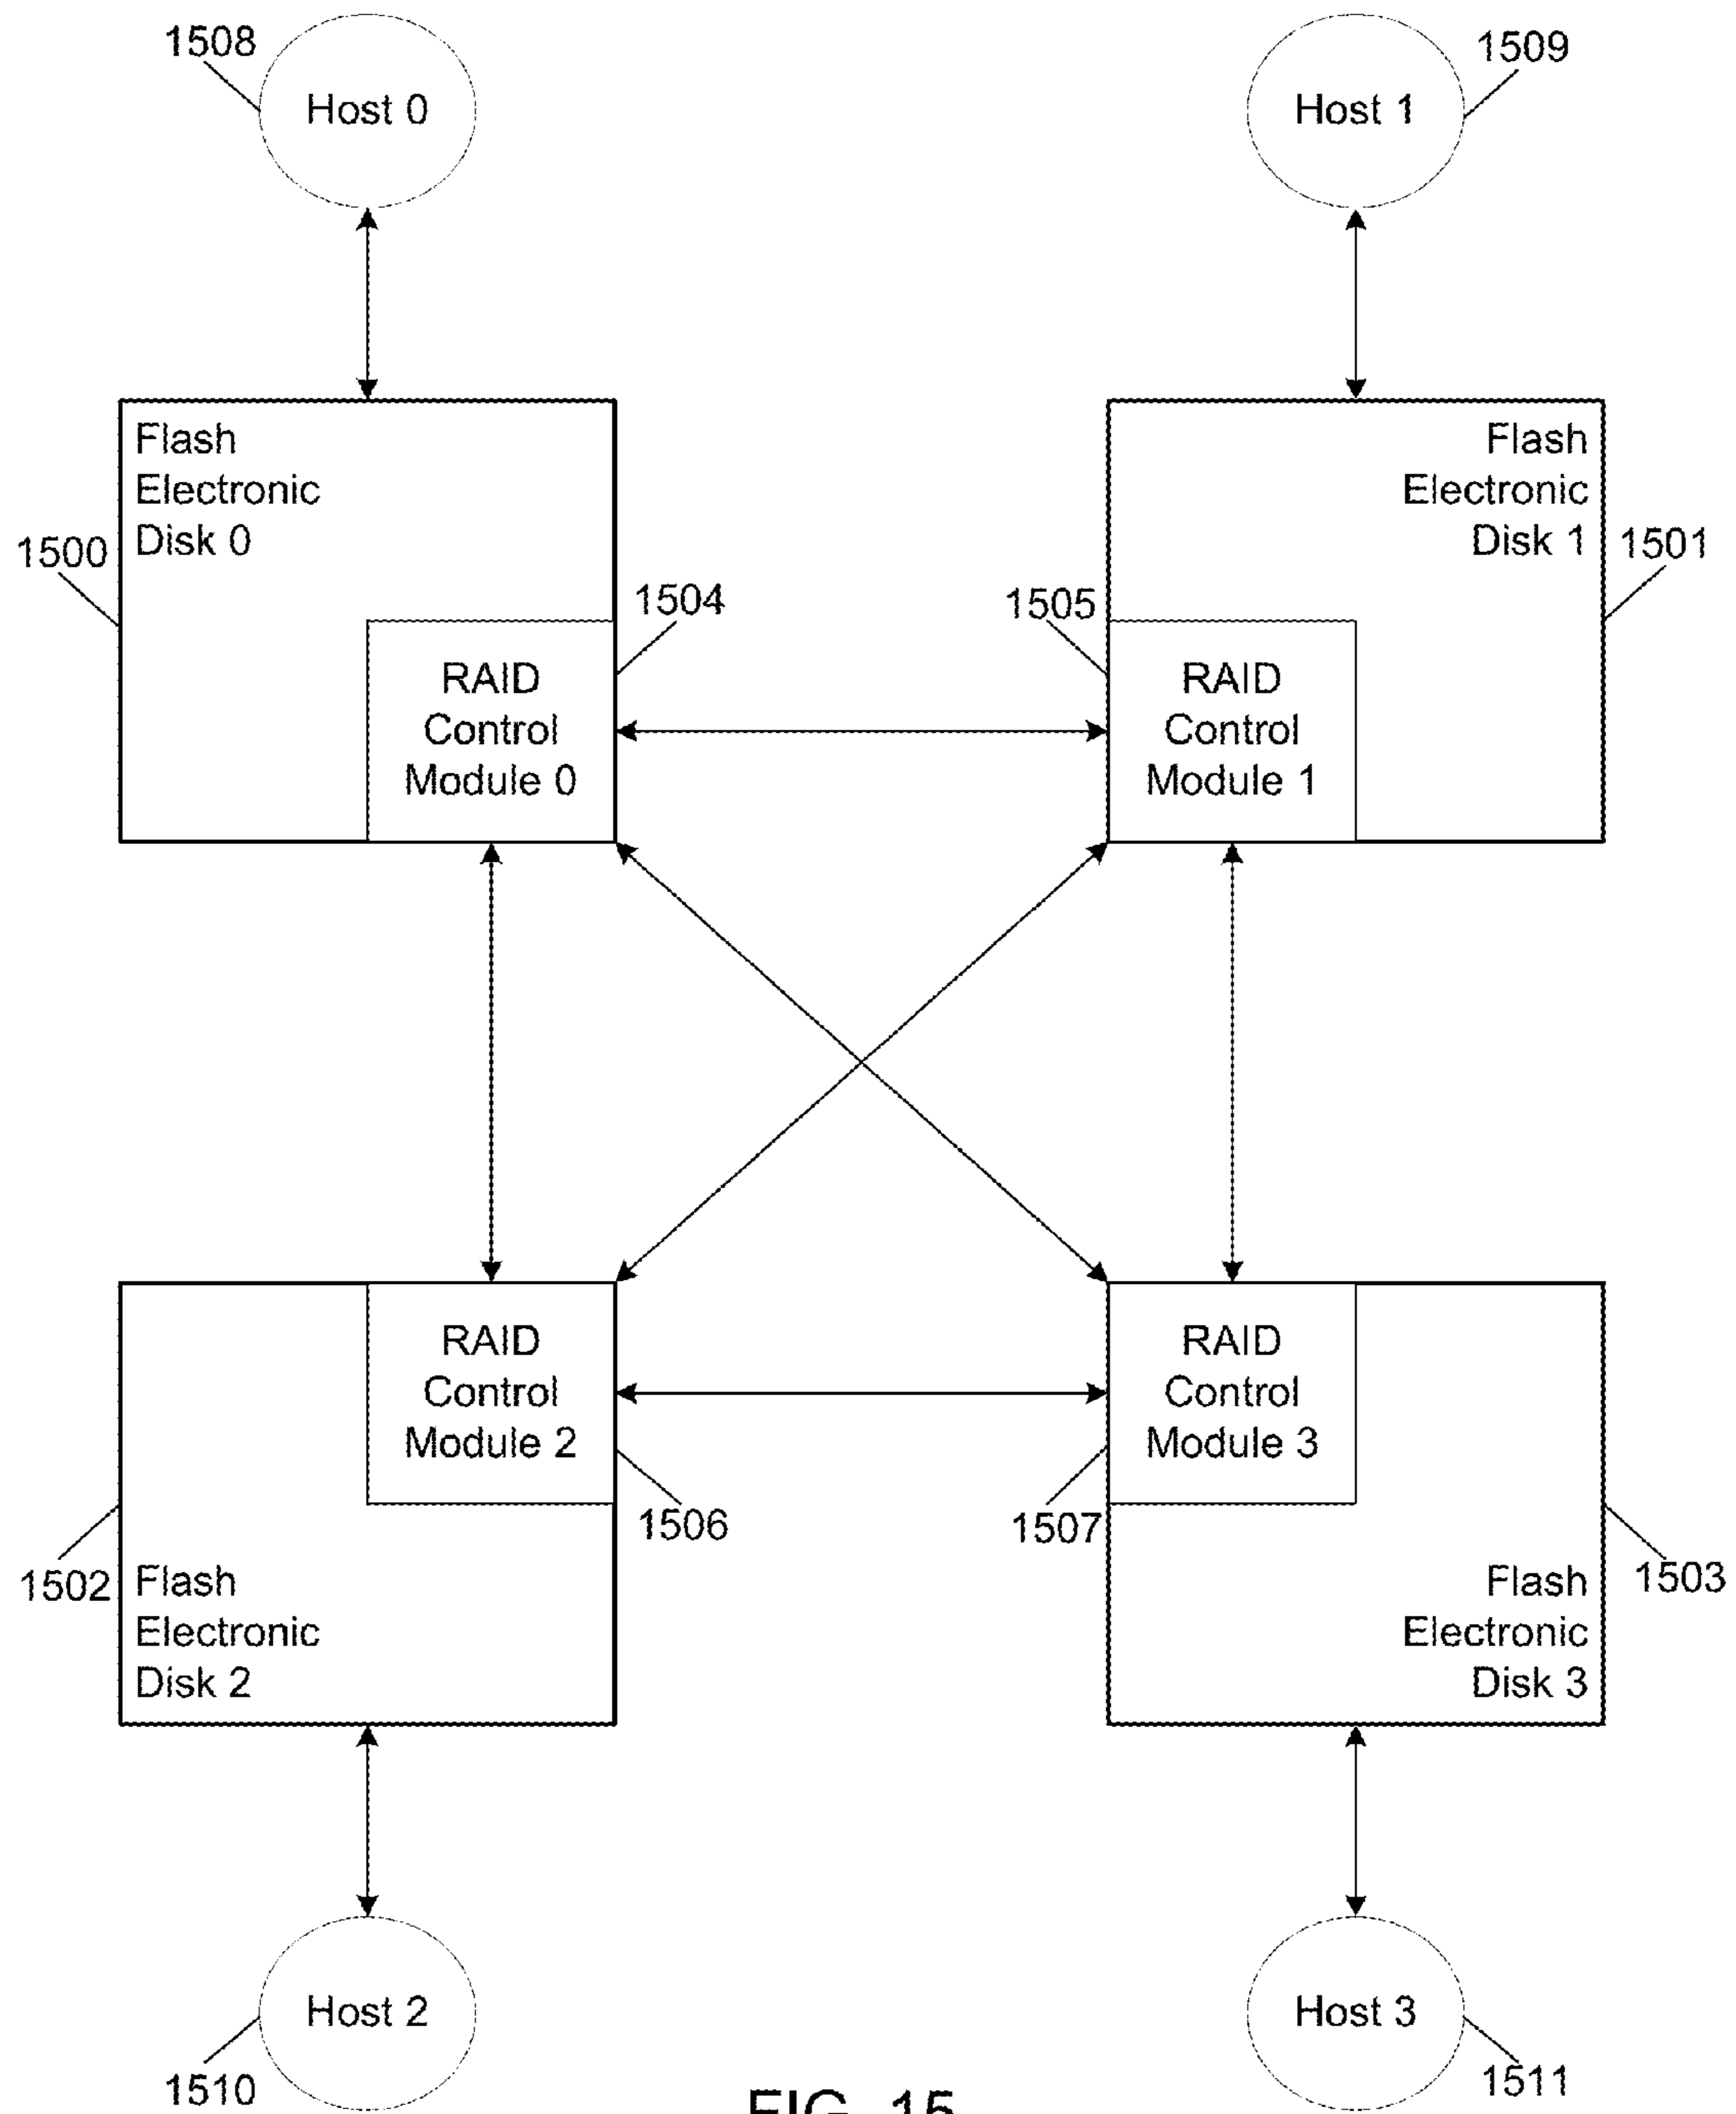 1508
Host 0
Host 1
1509
Flash
Electronic
Disk 0
1500
1504
RAID
Control
Module 0
Flash
Electronic
Disk 1
1501
1505
RAID
Control
Module 1
RAID
Control
Module 2
1506
1502
Flash
Electronic
Disk 2
RAID
Control
Module 3
1507
1503
Flash
Electronic
Disk 3
Host 2
1510
Host 3
1511
FIG. 15